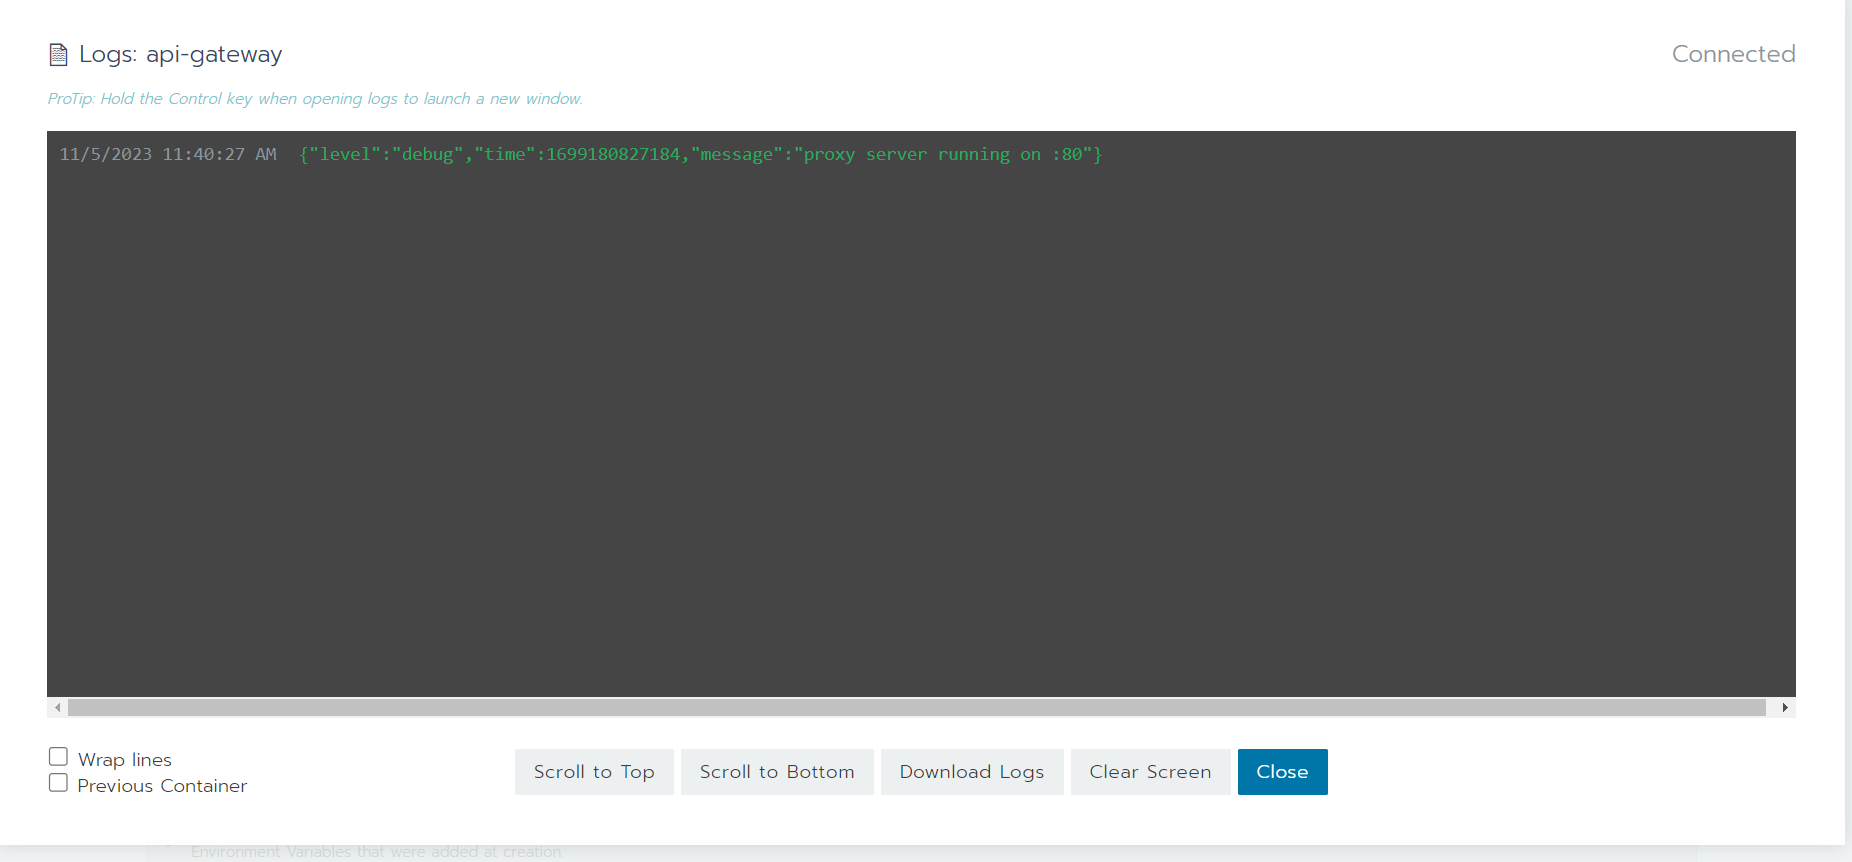 Logs: api-gateway
Connected
ProTip: Hold the Control key when opening logs to launch a new window.
11/5/2023 11:40:27 AM {"level":"debug","time":1699180827184,"message":"proxy server running on :80"}
Wrap lines
Previous Container
Scroll to Top
Scroll to Bottom
Download Logs
Clear Screen
Close
Environment Variables that were added at creation.